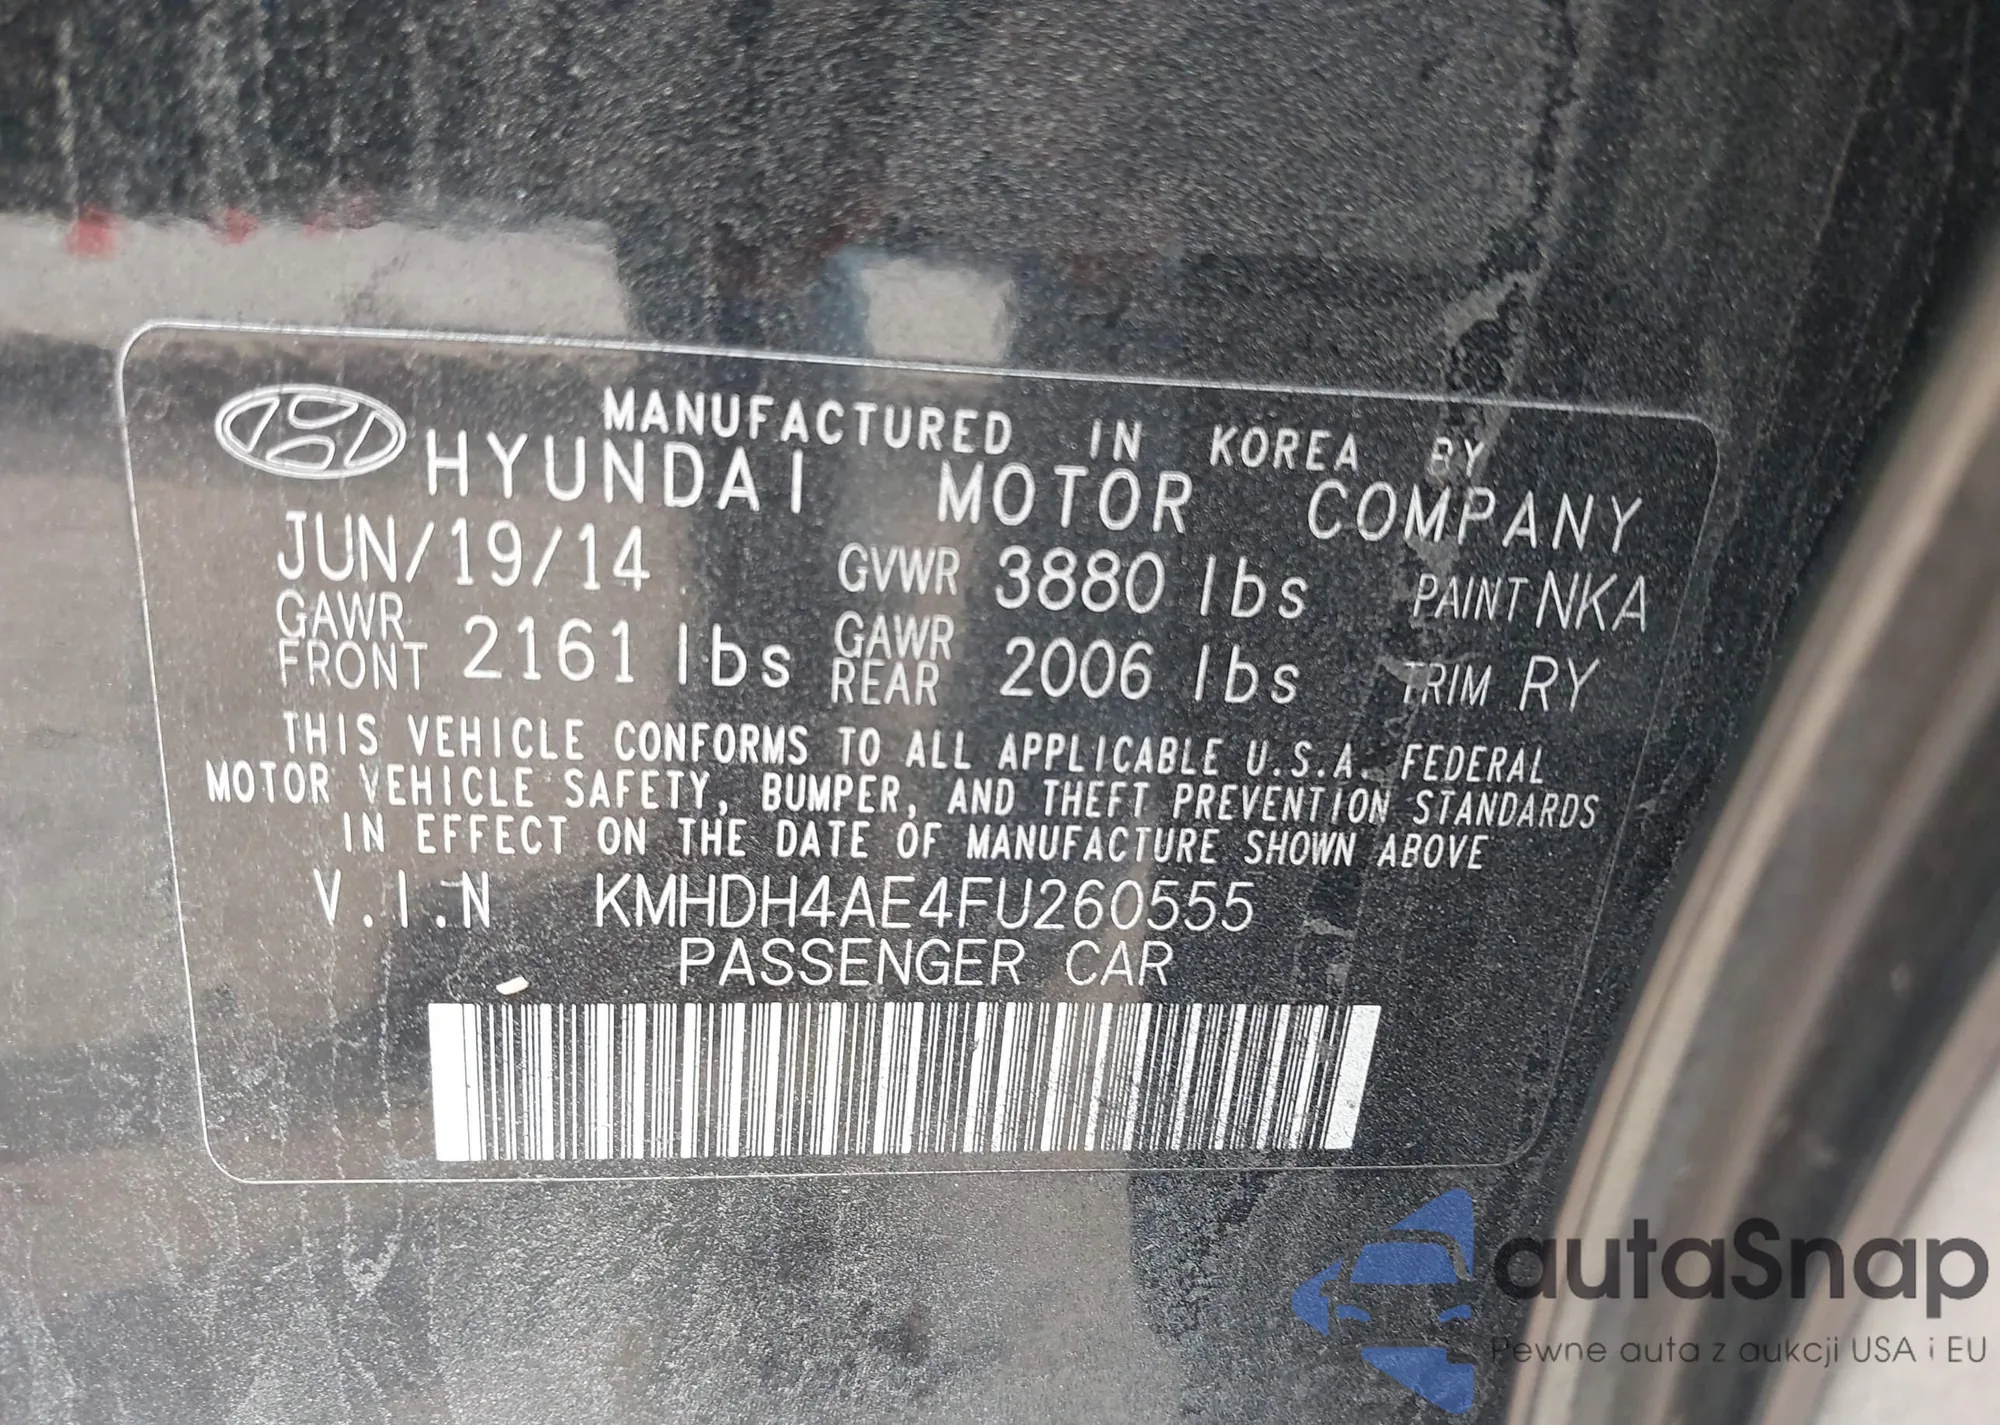 MANUFACTURED IN KOREA BY
HYUNDAI MOTOR COMPANY
JUN/19/14 GVWR 3880 lbs PAINT NKA
GAWR FRONT 2161 lbs GAWR REAR 2006 lbs TRIM RY
THIS VEHICLE CONFORMS TO ALL APPLICABLE U.S.A. FEDERAL
MOTOR VEHICLE SAFETY, BUMPER, AND THEFT PREVENTION STANDARDS
IN EFFECT ON THE DATE OF MANUFACTURE SHOWN ABOVE
V.I.N KMHDH4AE4FU260555
PASSENGER CAR
autaSnap
Pewne auta z aukcji USA i EU